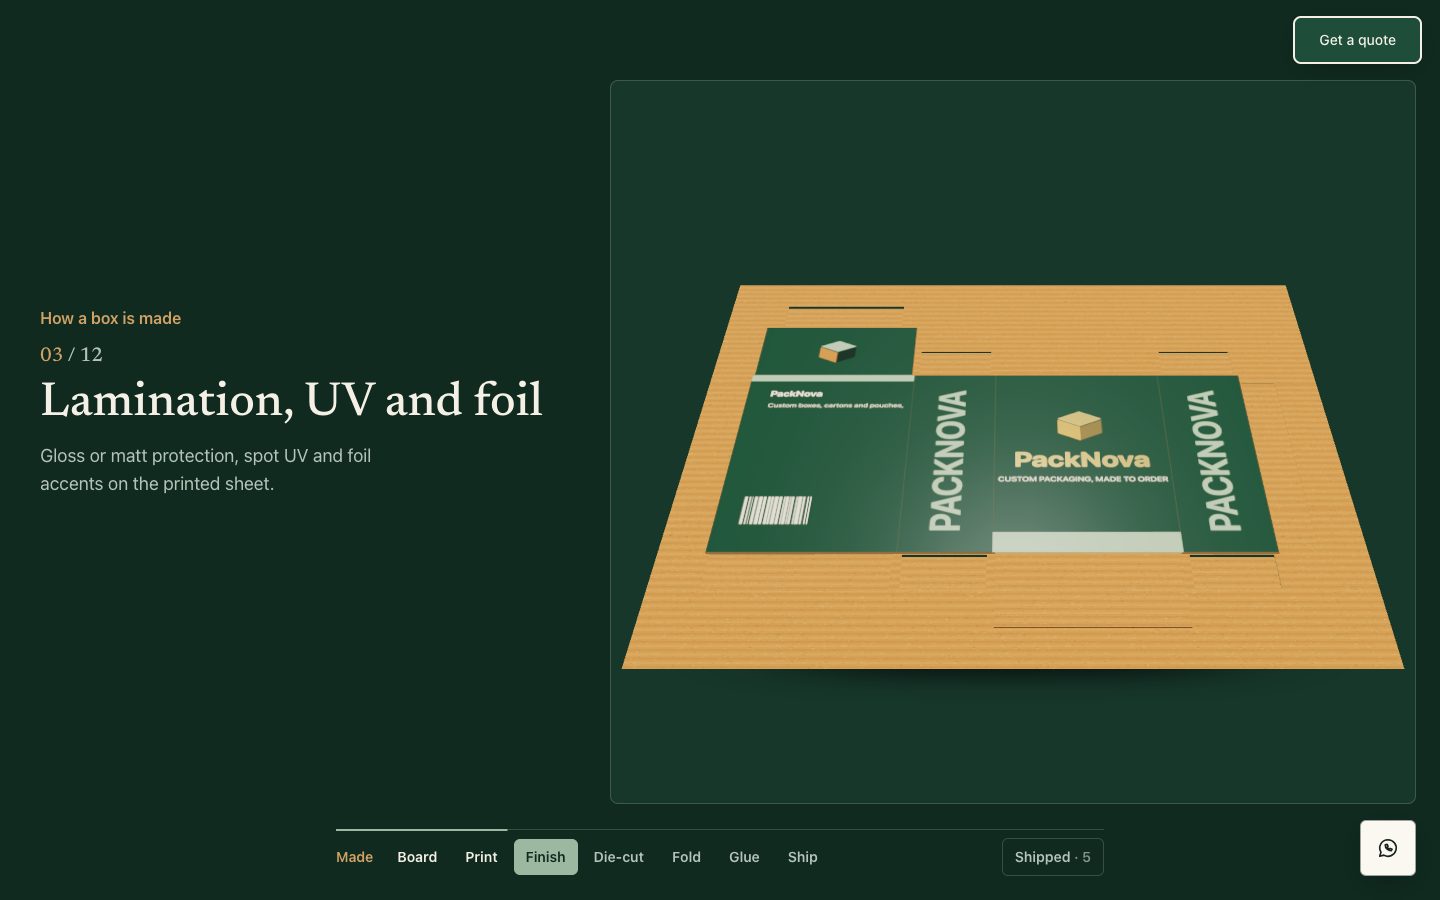 Get a quote
How a box is made
03 / 12
Lamination, UV and foil
Gloss or matt protection, spot UV and foil
accents on the printed sheet.
PackNova
Custom boxes, cartons and pouches,
PACKNOVA
PackNova
CUSTOM PACKAGING, MADE TO ORDER
PACKNOVA
Made Board Print Finish Die-cut Fold Glue Ship Shipped · 5